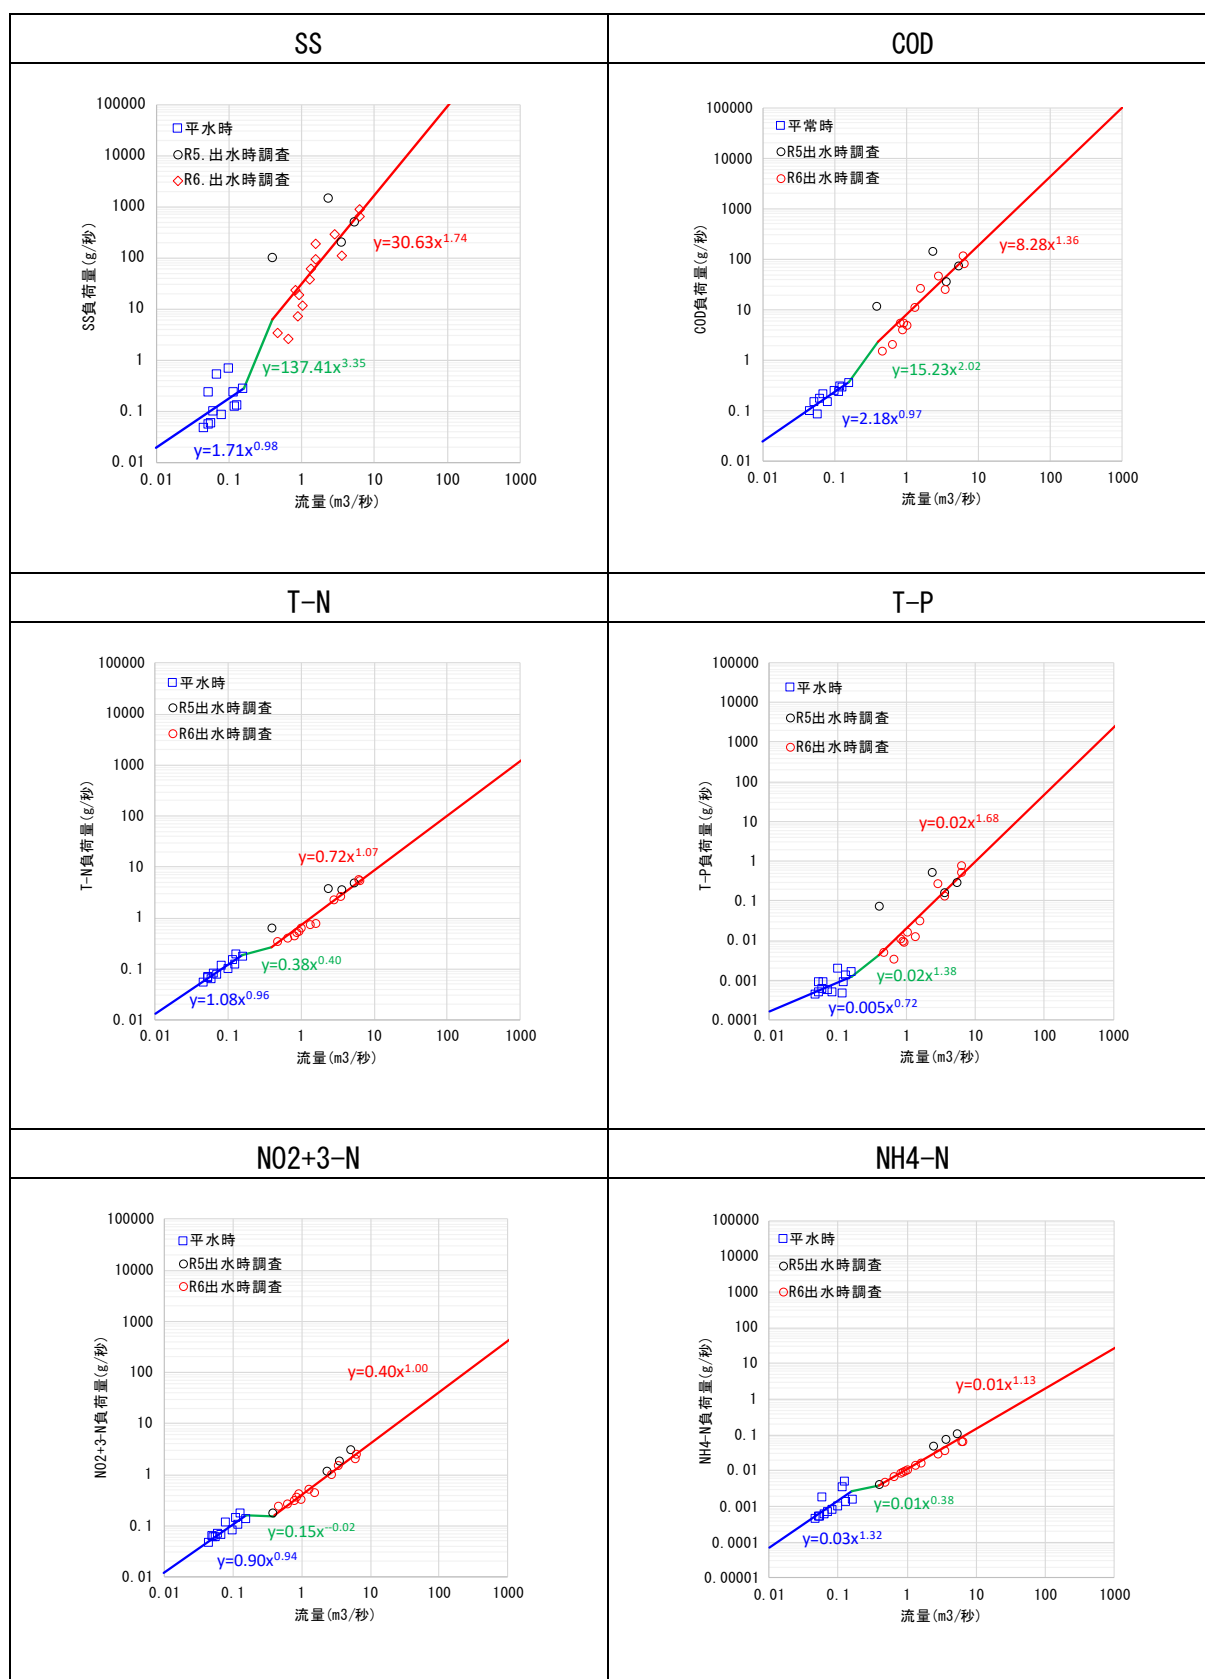 SS
COD
100000
10000
1000
100
10
1
0.1
0.01
0.01
0.1
1
10
100
1000
SS負荷量(g/秒)
流量(m3/秒)
平水時
R5.出水時調査
R6.出水時調査
y=30.63x1.74
y=137.41x3.35
y=1.71x0.98
100000
10000
1000
100
10
1
0.1
0.01
0.01
0.1
1
10
100
1000
COD負荷量(g/秒)
流量(m3/秒)
平常時
R5出水時調査
R6出水時調査
y=8.28x1.36
y=15.23x2.02
y=2.18x0.97
T-N
T-P
100000
10000
1000
100
10
1
0.1
0.01
0.01
0.1
1
10
100
1000
T-N負荷量(g/秒)
流量(m3/秒)
平水時
R5出水時調査
R6出水時調査
y=0.72x1.07
y=0.38x0.40
y=1.08x0.96
100000
10000
1000
100
10
1
0.1
0.01
0.001
0.0001
0.01
0.1
1
10
100
1000
T-P負荷量(g/秒)
流量(m3/秒)
平水時
R5出水時調査
R6出水時調査
y=0.02x1.68
y=0.02x1.38
y=0.005x0.72
NO2+3-N
NH4-N
100000
10000
1000
100
10
1
0.1
0.01
0.01
0.1
1
10
100
1000
NO2+3-N負荷量(g/秒)
流量(m3/秒)
平水時
R5出水時調査
R6出水時調査
y=0.40x1.00
y=0.15x--0.02
y=0.90x0.94
100000
10000
1000
100
10
1
0.1
0.01
0.001
0.0001
0.00001
0.01
0.1
1
10
100
1000
NH4-N負荷量(g/秒)
流量(m3/秒)
平水時
R5出水時調査
R6出水時調査
y=0.01x1.13
y=0.01x0.38
y=0.03x1.32